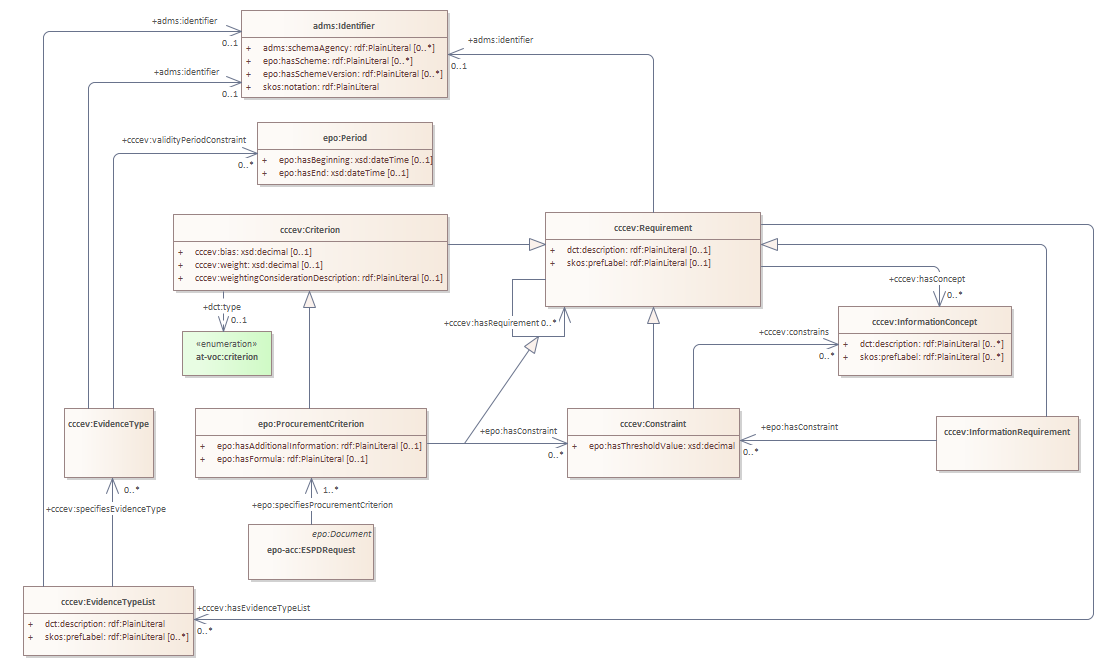 +adms:identifier
0..1
adms:Identifier
+ adms:schemaAgency: rdf:PlainLiteral [0..*]
+ epo:hasScheme: rdf:PlainLiteral [0..*]
+ epo:hasSchemeVersion: rdf:PlainLiteral [0..*]
+ skos:notation: rdf:PlainLiteral
+adms:identifier
0..1
+adms:identifier
0..1
+cccev:validityPeriodConstraint
0..*
epo:Period
+ epo:hasBeginning: xsd:dateTime [0..1]
+ epo:hasEnd: xsd:dateTime [0..1]
cccev:Criterion
+ cccev:bias: xsd:decimal [0..1]
+ cccev:weight: xsd:decimal [0..1]
+ cccev:weightingConsiderationDescription: rdf:PlainLiteral [0..1]
cccev:Requirement
+ dct:description: rdf:PlainLiteral [0..1]
+ skos:prefLabel: rdf:PlainLiteral [0..1]
+cccev:hasConcept
0..*
+dct:type
0..1
+cccev:hasRequirement 0..*
«enumeration»
at-voc:criterion
+cccev:constrains
0..*
cccev:InformationConcept
+ dct:description: rdf:PlainLiteral [0..*]
+ skos:prefLabel: rdf:PlainLiteral [0..*]
cccev:EvidenceType
epo:ProcurementCriterion
+ epo:hasAdditionalInformation: rdf:PlainLiteral [0..1]
+ epo:hasFormula: rdf:PlainLiteral [0..1]
+epo:hasConstraint
0..*
cccev:Constraint
+ epo:hasThresholdValue: xsd:decimal
+epo:hasConstraint
0..*
cccev:InformationRequirement
0..*
+cccev:specifiesEvidenceType
1..*
+epo:specifiesProcurementCriterion
epo:Document
epo-acc:ESPDRequest
cccev:EvidenceTypeList
+ dct:description: rdf:PlainLiteral
+ skos:prefLabel: rdf:PlainLiteral [0..*]
+cccev:hasEvidenceTypeList
0..*